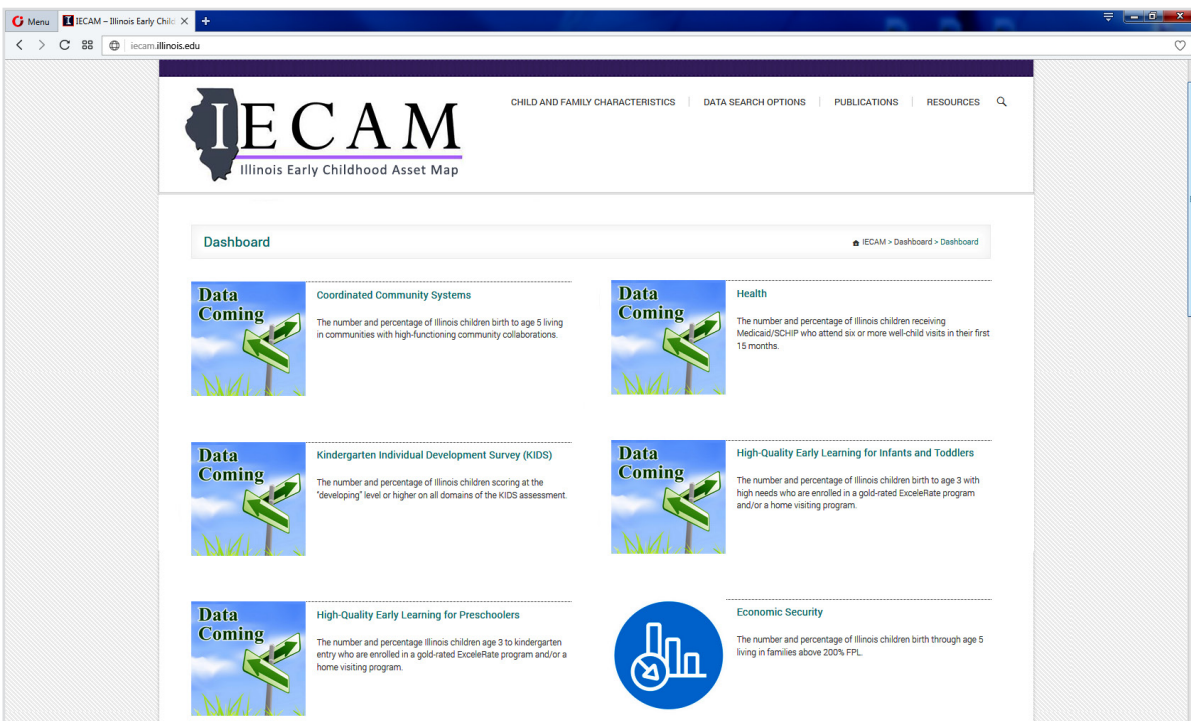 Menu
IECAM – Illinois Early Child
iecam.illinois.edu
IECAM
Illinois Early Childhood Asset Map
CHILD AND FAMILY CHARACTERISTICS
DATA SEARCH OPTIONS
PUBLICATIONS
RESOURCES
Dashboard
IECAM > Dashboard > Dashboard
Data
Coming
Coordinated Community Systems
The number and percentage of Illinois children birth to age 5 living
in communities with high-functioning community collaborations.
Data
Coming
Health
The number and percentage of Illinois children receiving
Medicaid/SCHIP who attend six or more well-child visits in their first
15 months.
Data
Coming
Kindergarten Individual Development Survey (KIDS)
The number and percentage of Illinois children scoring at the
"developing" level or higher on all domains of the KIDS assessment.
Data
Coming
High-Quality Early Learning for Infants and Toddlers
The number and percentage of Illinois children birth to age 3 with
high needs who are enrolled in a gold-rated ExceleRate program
and/or a home visiting program.
Data
Coming
High-Quality Early Learning for Preschoolers
The number and percentage Illinois children age 3 to kindergarten
entry who are enrolled in a gold-rated ExceleRate program and/or a
home visiting program.
Economic Security
The number and percentage of Illinois children birth through age 5
living in families above 200% FPL.